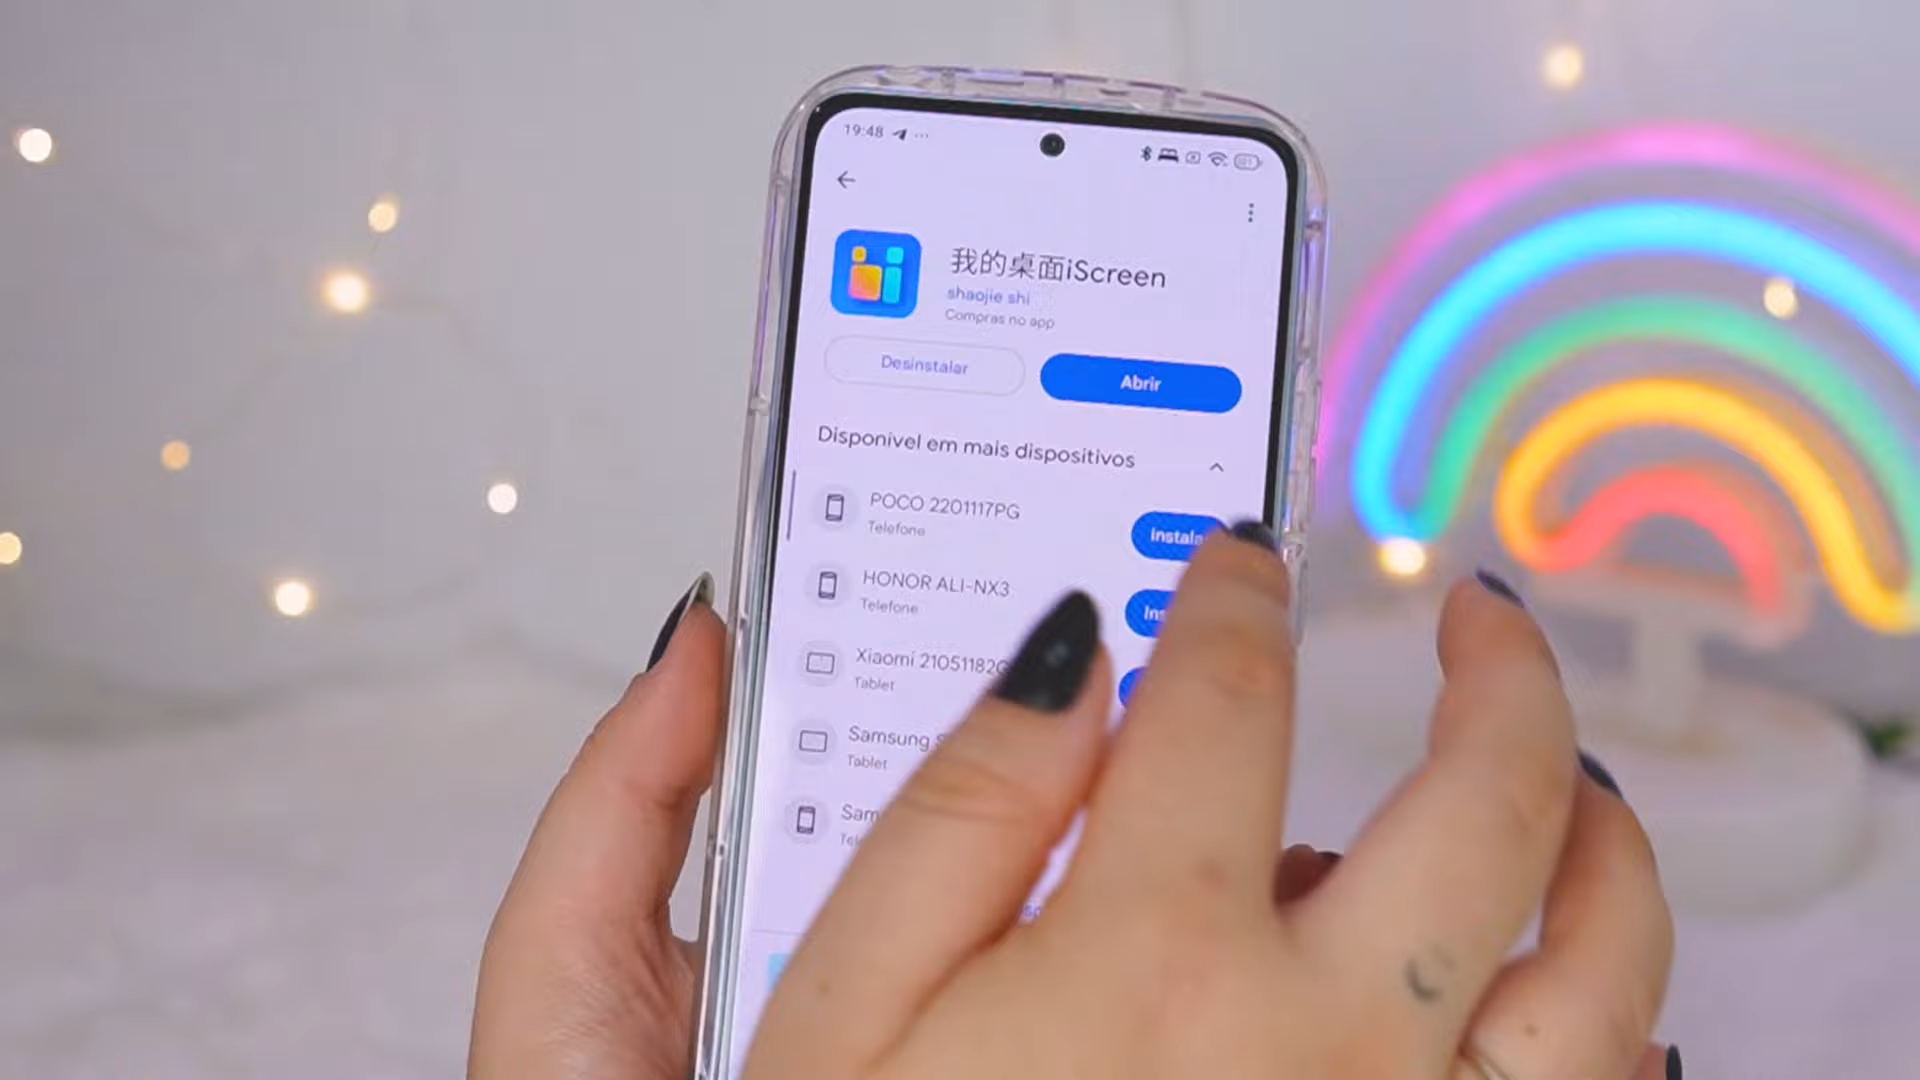 19:48
我的桌面iScreen
shaojie shi
Compras no app
Desinstalar
Abrir
Disponível em mais dispositivos
POCO 2201117PG
Telefone
HONOR ALI-NX3
Telefone
Xiaomi 21051182G
Tablet
Samsung
Tablet